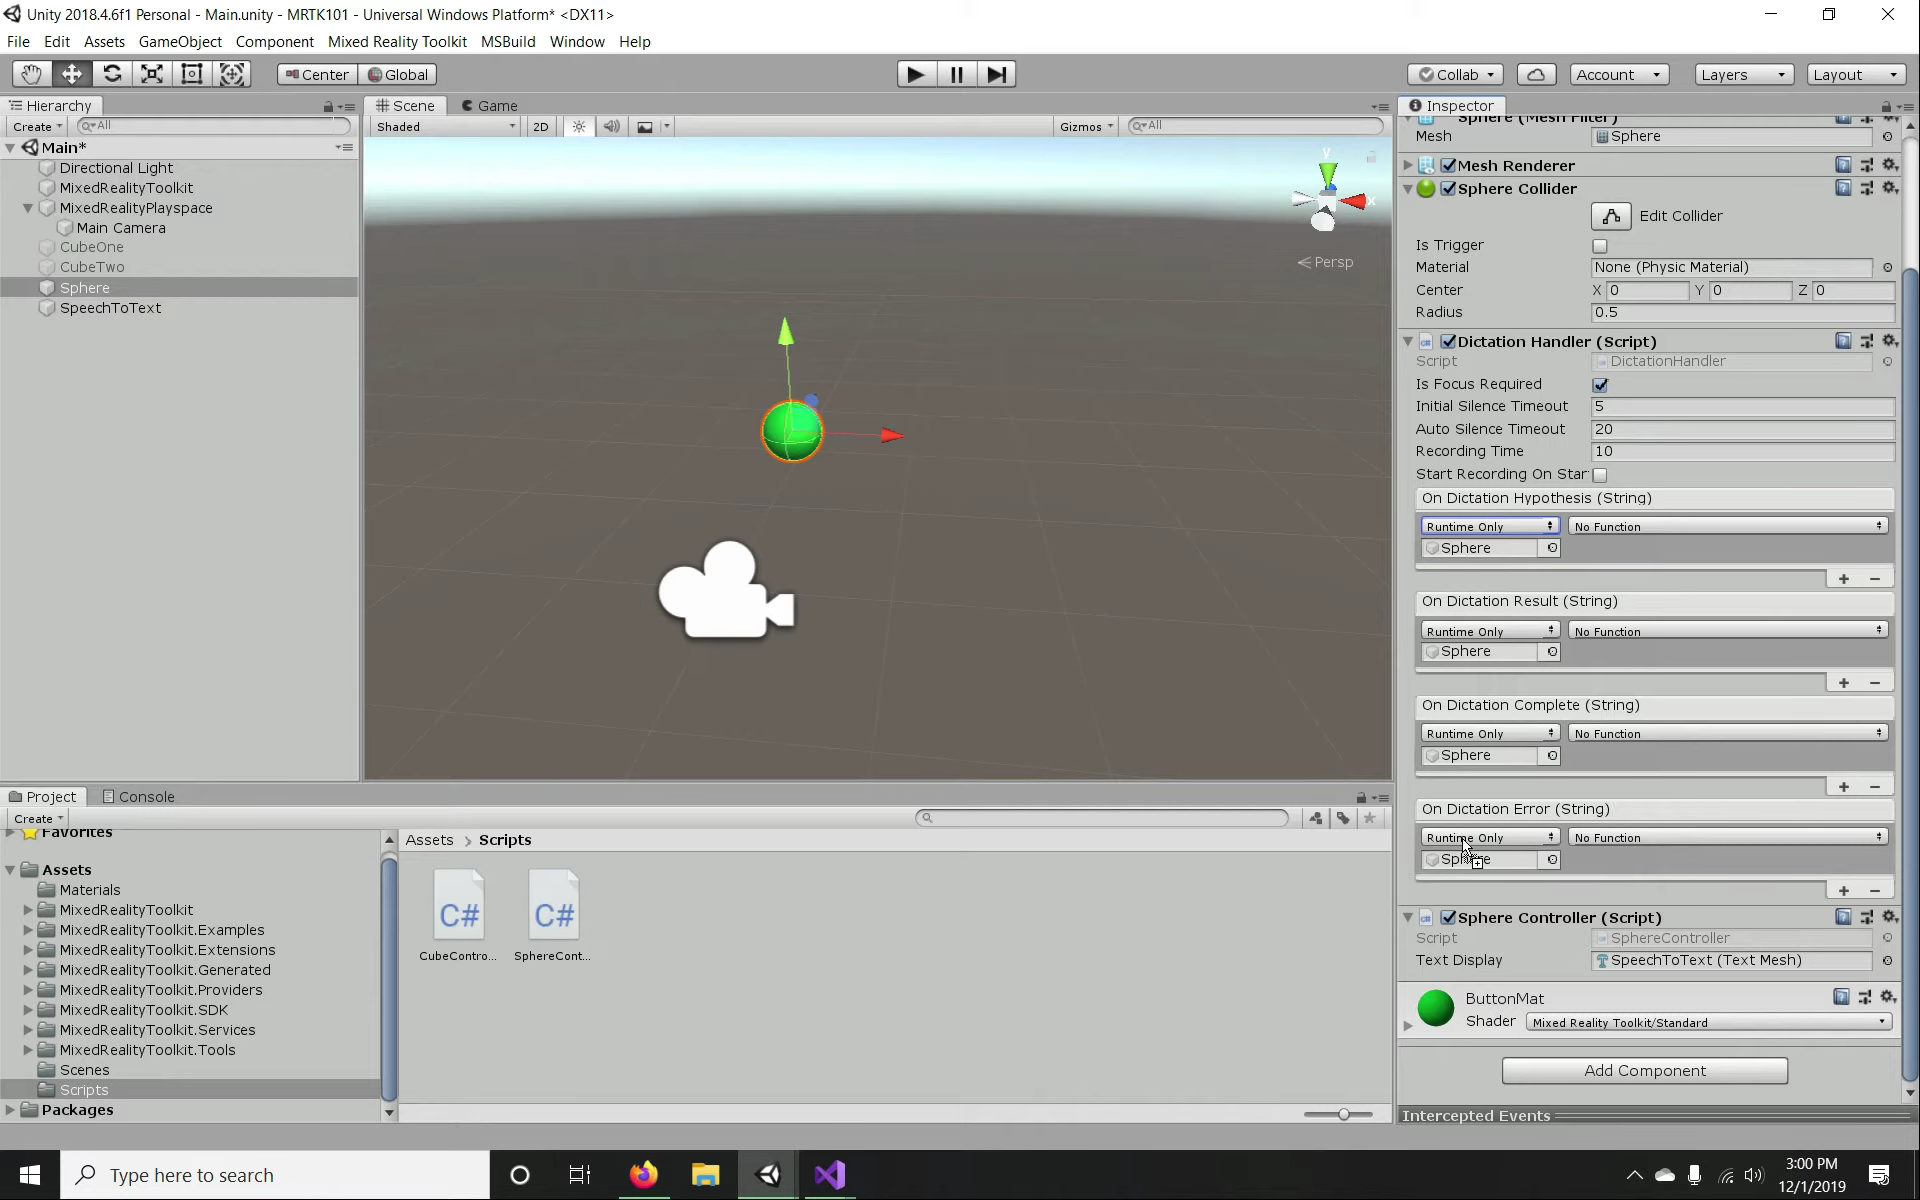 Unity 2018.4.6f1 Personal - Main.unity - MRTK101 - Universal Windows Platform* <DX11>
File Edit Assets GameObject Component Mixed Reality Toolkit MSBuild Window Help
Center Global Collab Account Layers Layout
Hierarchy
Create All
Main*
Directional Light
MixedRealityToolkit
MixedRealityPlayspace
Main Camera
CubeOne
CubeTwo
Sphere
SpeechToText
Scene Game
Shaded 2D Gizmos All
y
x
Persp
Inspector
Sphere (Mesh Filter)
Mesh Sphere
Mesh Renderer
Sphere Collider
Edit Collider
Is Trigger
Material None (Physic Material)
Center X 0 Y 0 Z 0
Radius 0.5
Dictation Handler (Script)
Script DictationHandler
Is Focus Required
Initial Silence Timeout 5
Auto Silence Timeout 20
Recording Time 10
Start Recording On Star
On Dictation Hypothesis (String)
Runtime Only No Function
Sphere
+ −
On Dictation Result (String)
Runtime Only No Function
Sphere
+ −
On Dictation Complete (String)
Runtime Only No Function
Sphere
+ −
On Dictation Error (String)
Runtime Only No Function
Sphere
+ −
Sphere Controller (Script)
Script SphereController
Text Display SpeechToText (Text Mesh)
ButtonMat
Shader Mixed Reality Toolkit/Standard
Add Component
Intercepted Events
Project Console
Create
Favorites
Assets
Materials
MixedRealityToolkit
MixedRealityToolkit.Examples
MixedRealityToolkit.Extensions
MixedRealityToolkit.Generated
MixedRealityToolkit.Providers
MixedRealityToolkit.SDK
MixedRealityToolkit.Services
MixedRealityToolkit.Tools
Scenes
Scripts
Packages
Assets > Scripts
C# C#
CubeContro... SphereCont...
Type here to search
3:00 PM
12/1/2019